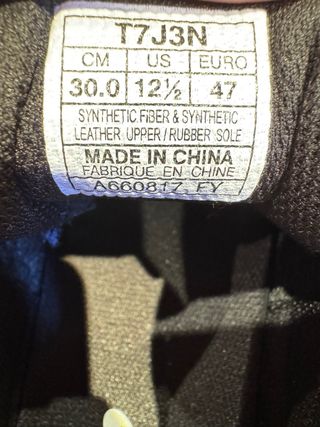 T7J3N
CM US EURO
30.0 12½ 47
SYNTHETIC FIBER & SYNTHETIC
LEATHER UPPER/RUBBER SOLE
MADE IN CHINA
FABRIQUE EN CHINE
A660817 FY